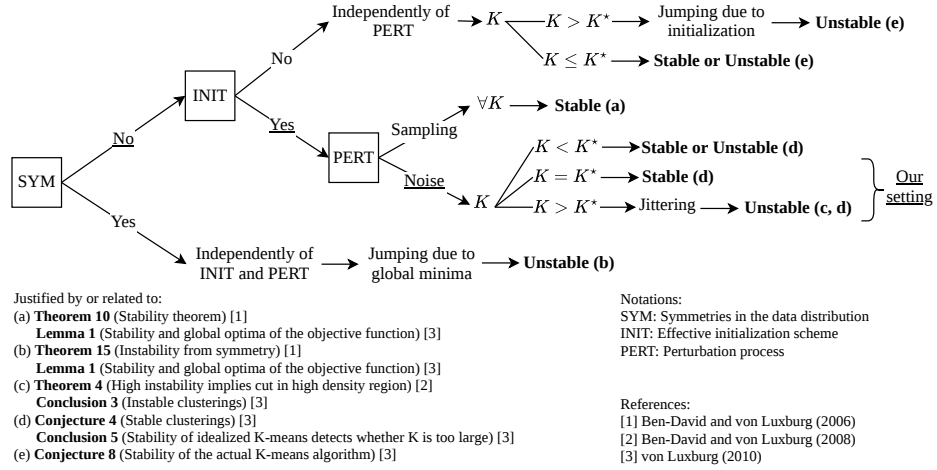 Independently of
PERT
K
K > K⋆
Jumping due to
initialization
Unstable (e)
K ≤ K⋆
Stable or Unstable (e)
No
INIT
Yes
∀K
Stable (a)
Sampling
PERT
Noise
K
K < K⋆
Stable or Unstable (d)
K = K⋆
Stable (d)
K > K⋆
Jittering
Unstable (c, d)
Our
setting
No
SYM
Yes
Independently of
INIT and PERT
Jumping due to
global minima
Unstable (b)
Justified by or related to:
(a) Theorem 10 (Stability theorem) [1]
Lemma 1 (Stability and global optima of the objective function) [3]
(b) Theorem 15 (Instability from symmetry) [1]
Lemma 1 (Stability and global optima of the objective function) [3]
(c) Theorem 4 (High instability implies cut in high density region) [2]
Conclusion 3 (Instable clusterings) [3]
(d) Conjecture 4 (Stable clusterings) [3]
Conclusion 5 (Stability of idealized K-means detects whether K is too large) [3]
(e) Conjecture 8 (Stability of the actual K-means algorithm) [3]
Notations:
SYM: Symmetries in the data distribution
INIT: Effective initialization scheme
PERT: Perturbation process
References:
[1] Ben-David and von Luxburg (2006)
[2] Ben-David and von Luxburg (2008)
[3] von Luxburg (2010)